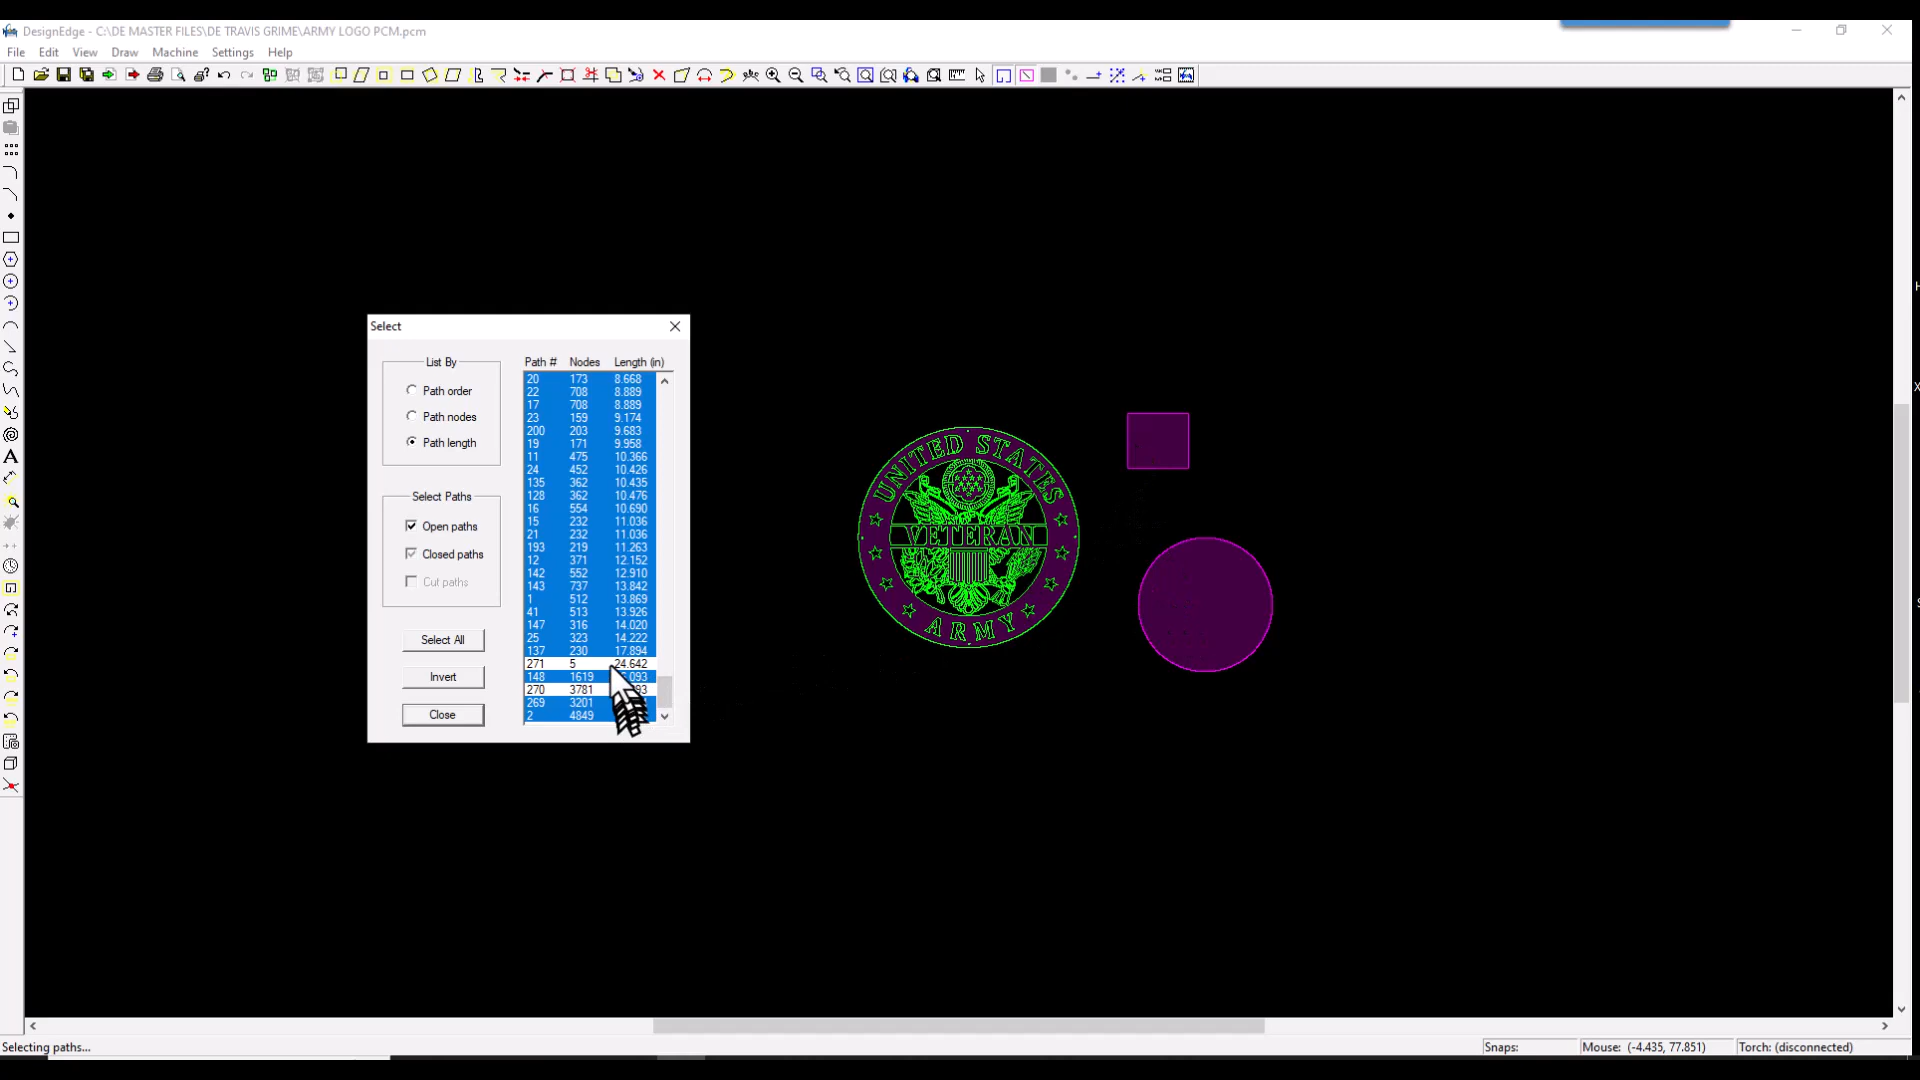 DesignEdge - C:\DE MASTER FILES\DE TRAVIS GRIME\ARMY LOGO PCM.pcm
File Edit View Draw Machine Settings Help
Select
List By
Path order
Path nodes
Path length
Select Paths
Open paths
Closed paths
Cut paths
Select All
Invert
Close
Path # Nodes Length (in)
20 173 8.668
22 708 8.889
17 708 8.889
23 159 9.174
200 203 9.683
19 171 9.958
11 475 10.366
24 452 10.426
135 362 10.435
128 362 10.476
16 554 10.690
15 232 11.036
21 232 11.036
193 219 11.263
12 371 12.152
142 552 12.910
143 737 13.842
1 512 13.869
41 513 13.926
147 316 14.020
25 323 14.222
137 230 17.894
271 5 24.642
148 1619
270 3781
269 3201
2 4849
UNITED STATES
VETERAN
ARMY
Selecting paths...
Snaps:
Mouse: (-4.435, 77.851)
Torch: (disconnected)